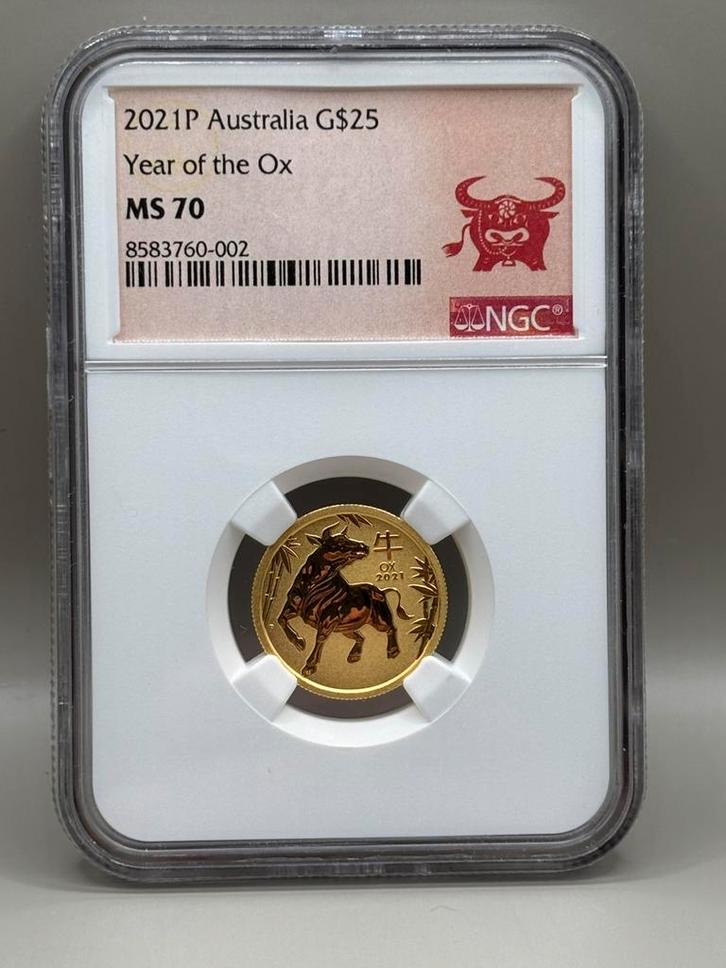 2021P Australia G$25
Year of the Ox
MS 70
8583760-002
NGC®
牛
OX
2021